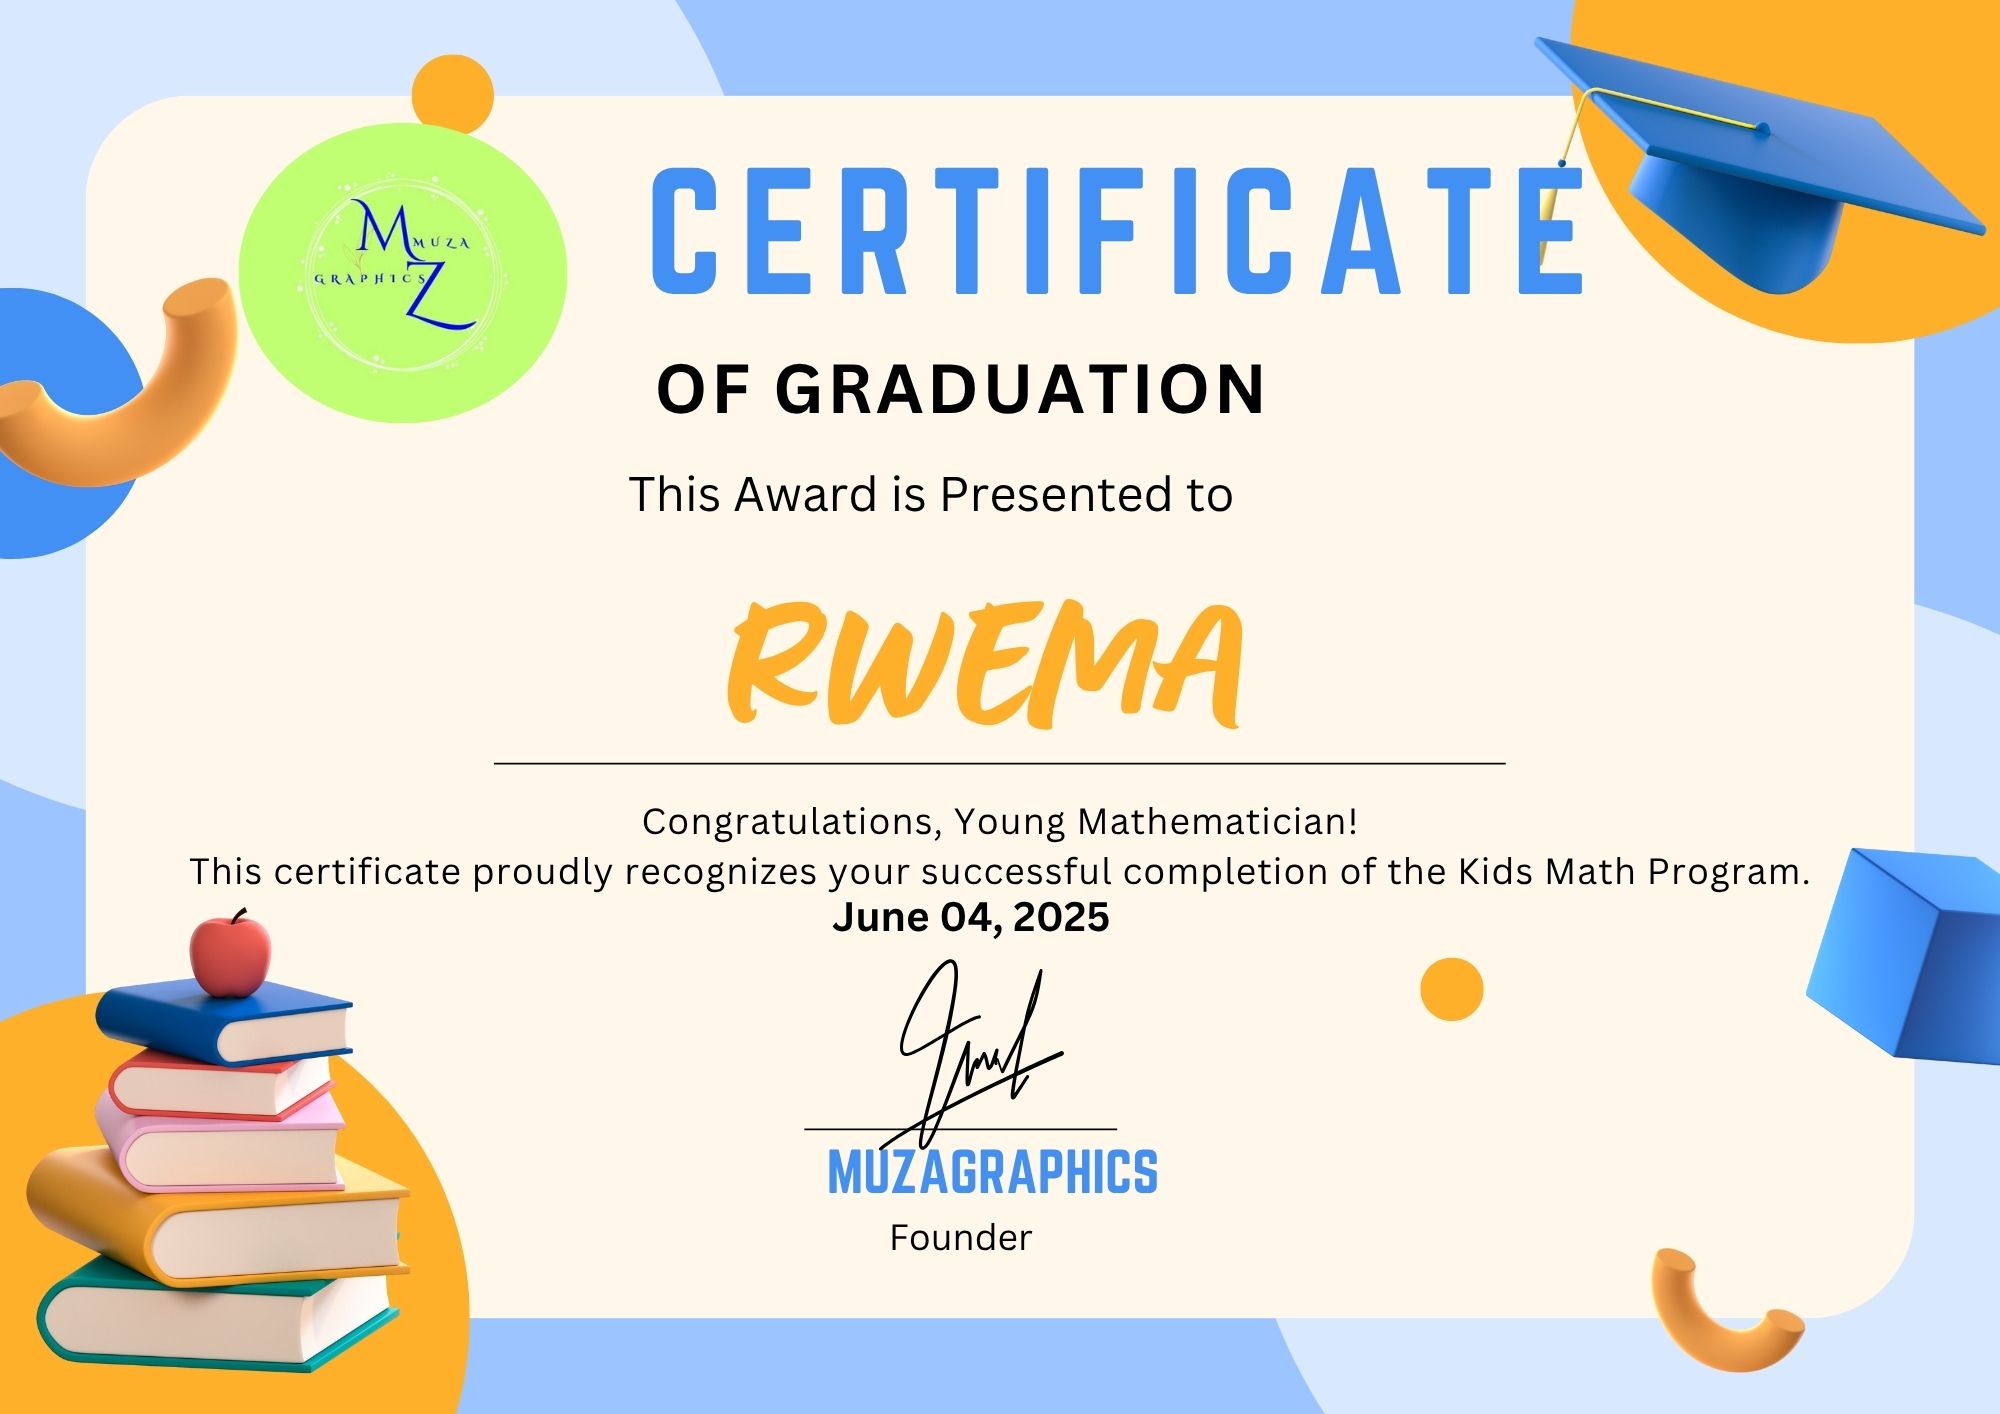 M MUZA
GRAPHICS Z
CERTIFICATE
OF GRADUATION
This Award is Presented to
RWEMA
Congratulations, Young Mathematician!
This certificate proudly recognizes your successful completion of the Kids Math Program.
June 04, 2025
MUZAGRAPHICS
Founder